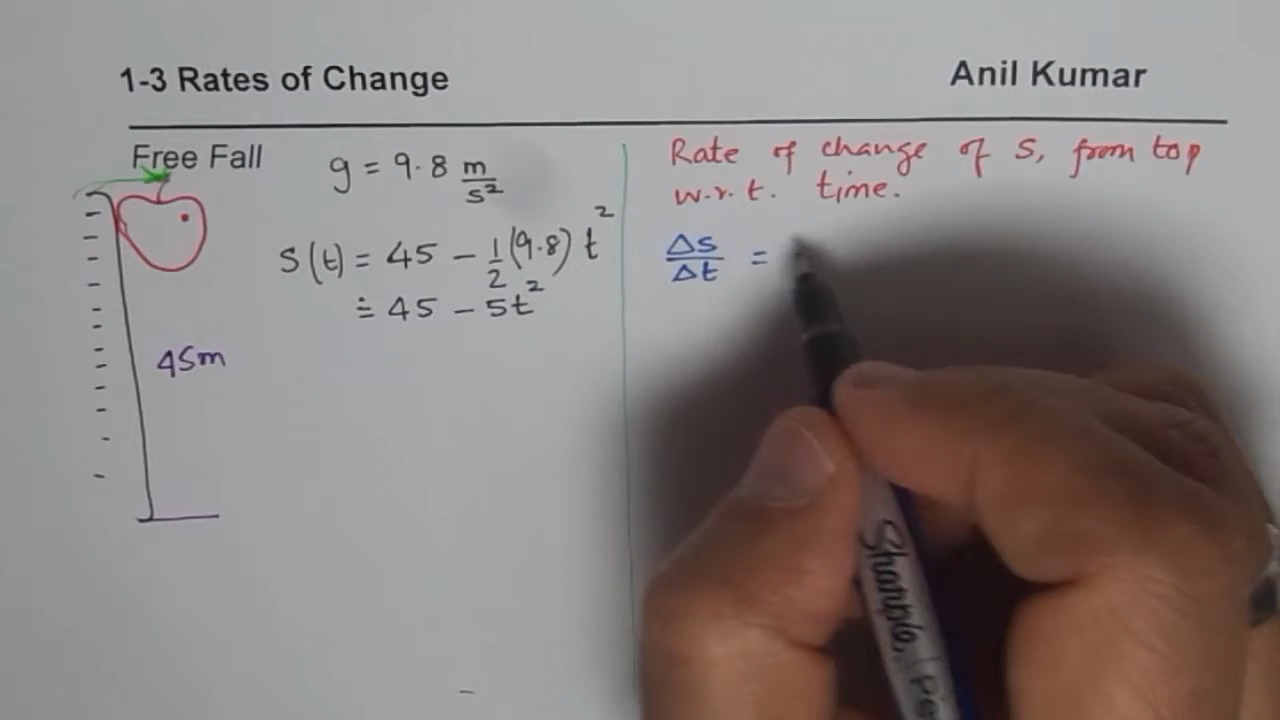 1-3 Rates of Change
Anil Kumar
Free Fall
g = 9.8 m/s²
s(t) = 45 - 1/2 (9.8) t²
≐ 45 - 5t²
45m
Rate of change of s, from top
w.r.t. time.
Δs/Δt =
Sharpie